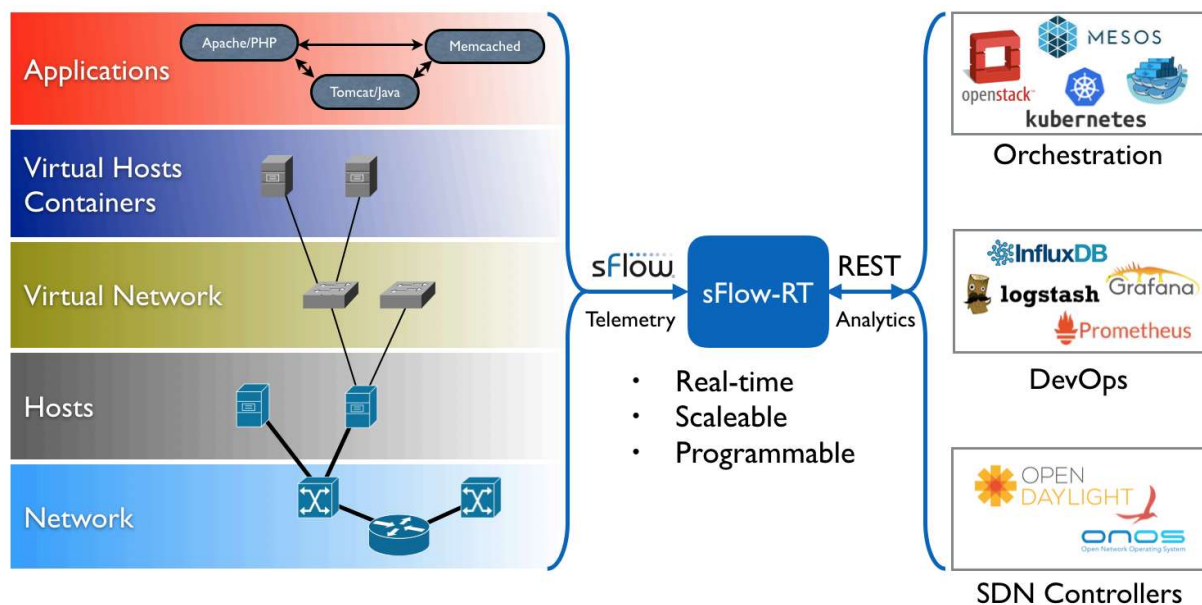 Applications
Apache/PHP
Memcached
Tomcat/Java
Virtual Hosts
Containers
Virtual Network
Hosts
Network
sFlow
Telemetry
sFlow-RT
REST
Analytics
· Real-time
· Scaleable
· Programmable
openstack™
MESOS
kubernetes
Orchestration
InfluxDB
logstash
Grafana
Prometheus
DevOps
OPEN
DAYLIGHT
onos
Open Network Operating System
SDN Controllers